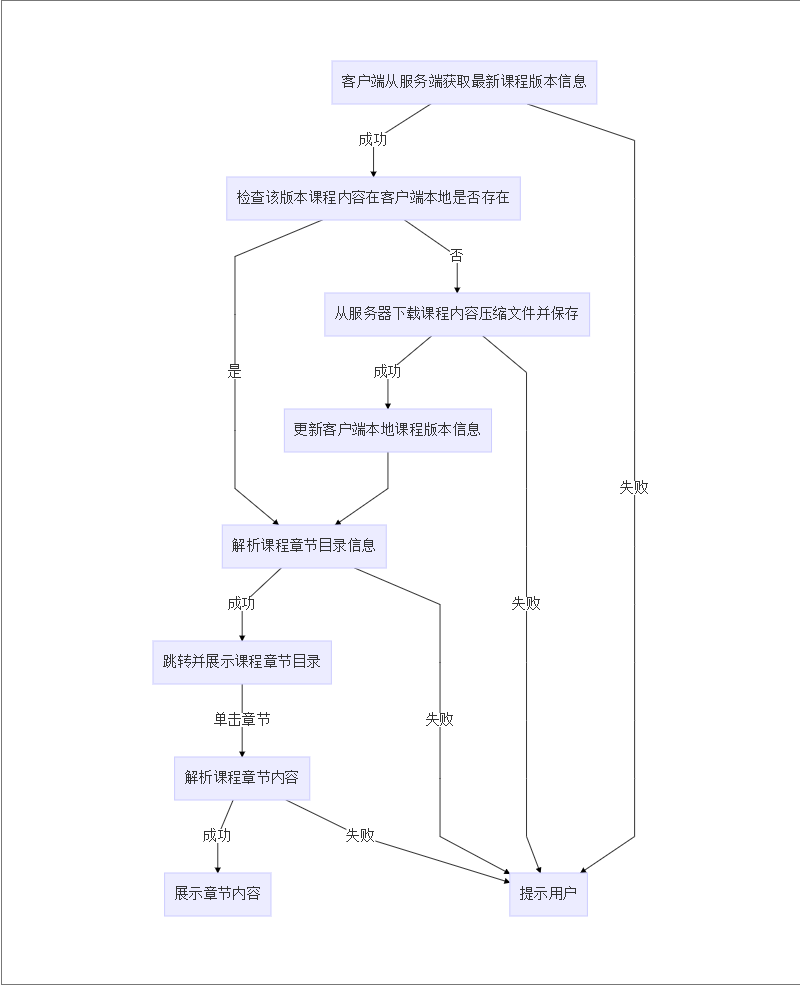 客户端从服务端获取最新课程版本信息
成功
检查该版本课程内容在客户端本地是否存在
否
从服务器下载课程内容压缩文件并保存
是
成功
更新客户端本地课程版本信息
失败
解析课程章节目录信息
成功
失败
跳转并展示课程章节目录
单击章节
失败
解析课程章节内容
成功
失败
展示章节内容
提示用户